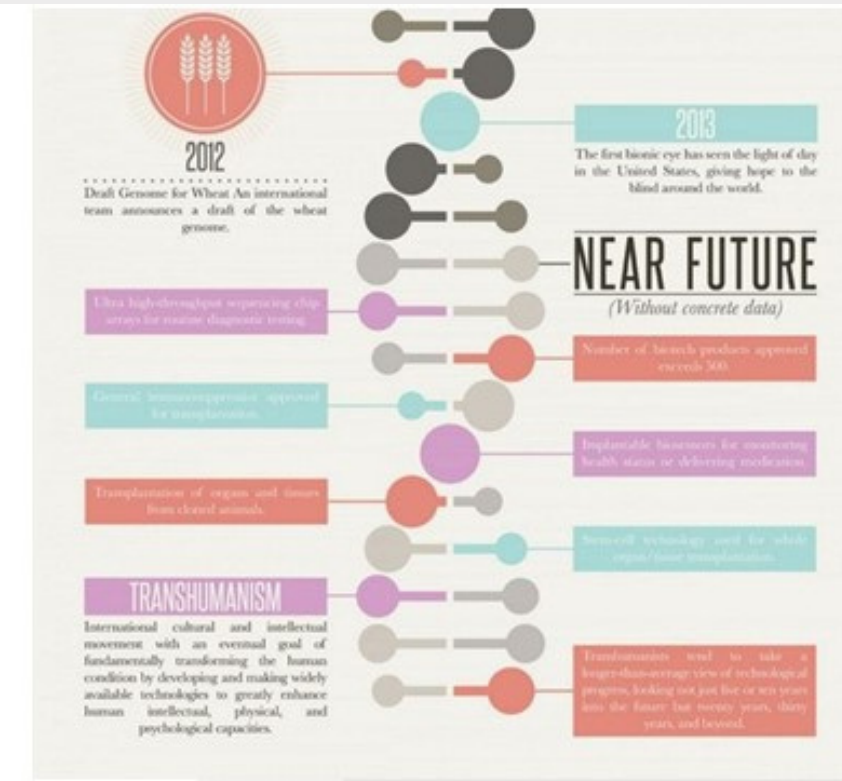 2012
Draft Genome for Wheat An international
team announces a draft of the wheat
genome.
2013
The first bionic eye has seen the light of day
in the United States, giving hope to the
blind around the world.
NEAR FUTURE
(Without concrete data)
Ultra high-throughput sequencing chip
arrays for routine diagnostic testing.
Number of biotech products approved
exceeds 500.
General immunosuppressive approved
for transplantation.
Implantable biosensors for monitoring
health status or delivering medication.
Transplantation of organs and tissues
from cloned animals.
Stem-cell technology used for whole
organ/tissue transplantation.
TRANSHUMANISM
International cultural and intellectual
movement with an eventual goal of
fundamentally transforming the human
condition by developing and making widely
available technologies to greatly enhance
human intellectual, physical, and
psychological capacities.
Transhumanists tend to take a
longer-than-average view of technological
progress, looking not just five or ten years
into the future but twenty years, thirty
years, and beyond.